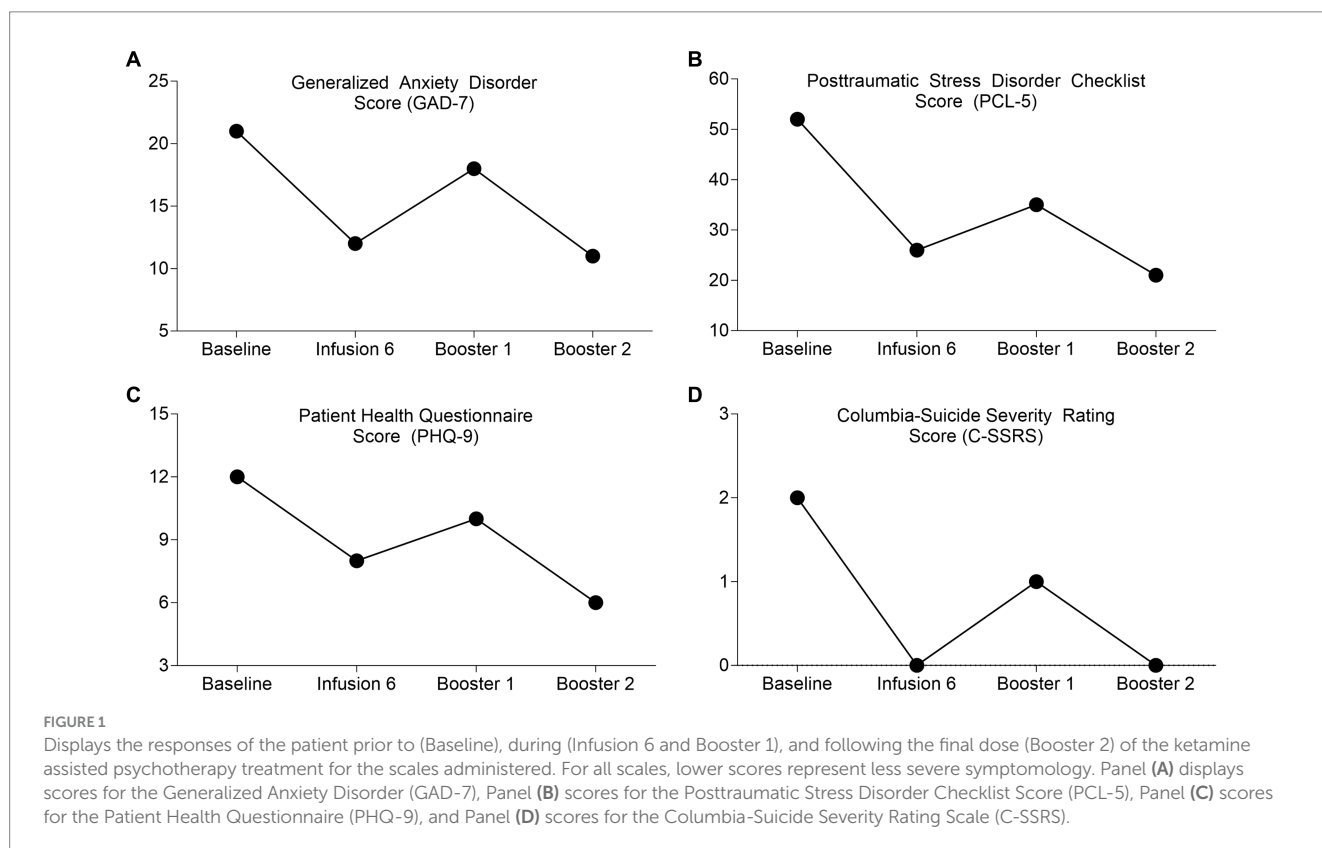 A
Generalized Anxiety Disorder
Score (GAD-7)
25
20
15
10
5
Baseline
Infusion 6
Booster 1
Booster 2
B
Posttraumatic Stress Disorder Checklist
Score (PCL-5)
60
50
40
30
20
10
Baseline
Infusion 6
Booster 1
Booster 2
C
Patient Health Questionnaire
Score (PHQ-9)
15
12
9
6
3
Baseline
Infusion 6
Booster 1
Booster 2
D
Columbia-Suicide Severity Rating
Score (C-SSRS)
3
2
1
0
Baseline
Infusion 6
Booster 1
Booster 2
FIGURE 1
Displays the responses of the patient prior to (Baseline), during (Infusion 6 and Booster 1), and following the final dose (Booster 2) of the ketamine
assisted psychotherapy treatment for the scales administered. For all scales, lower scores represent less severe symptomology. Panel (A) displays
scores for the Generalized Anxiety Disorder (GAD-7), Panel (B) scores for the Posttraumatic Stress Disorder Checklist Score (PCL-5), Panel (C) scores
for the Patient Health Questionnaire (PHQ-9), and Panel (D) scores for the Columbia-Suicide Severity Rating Scale (C-SSRS).